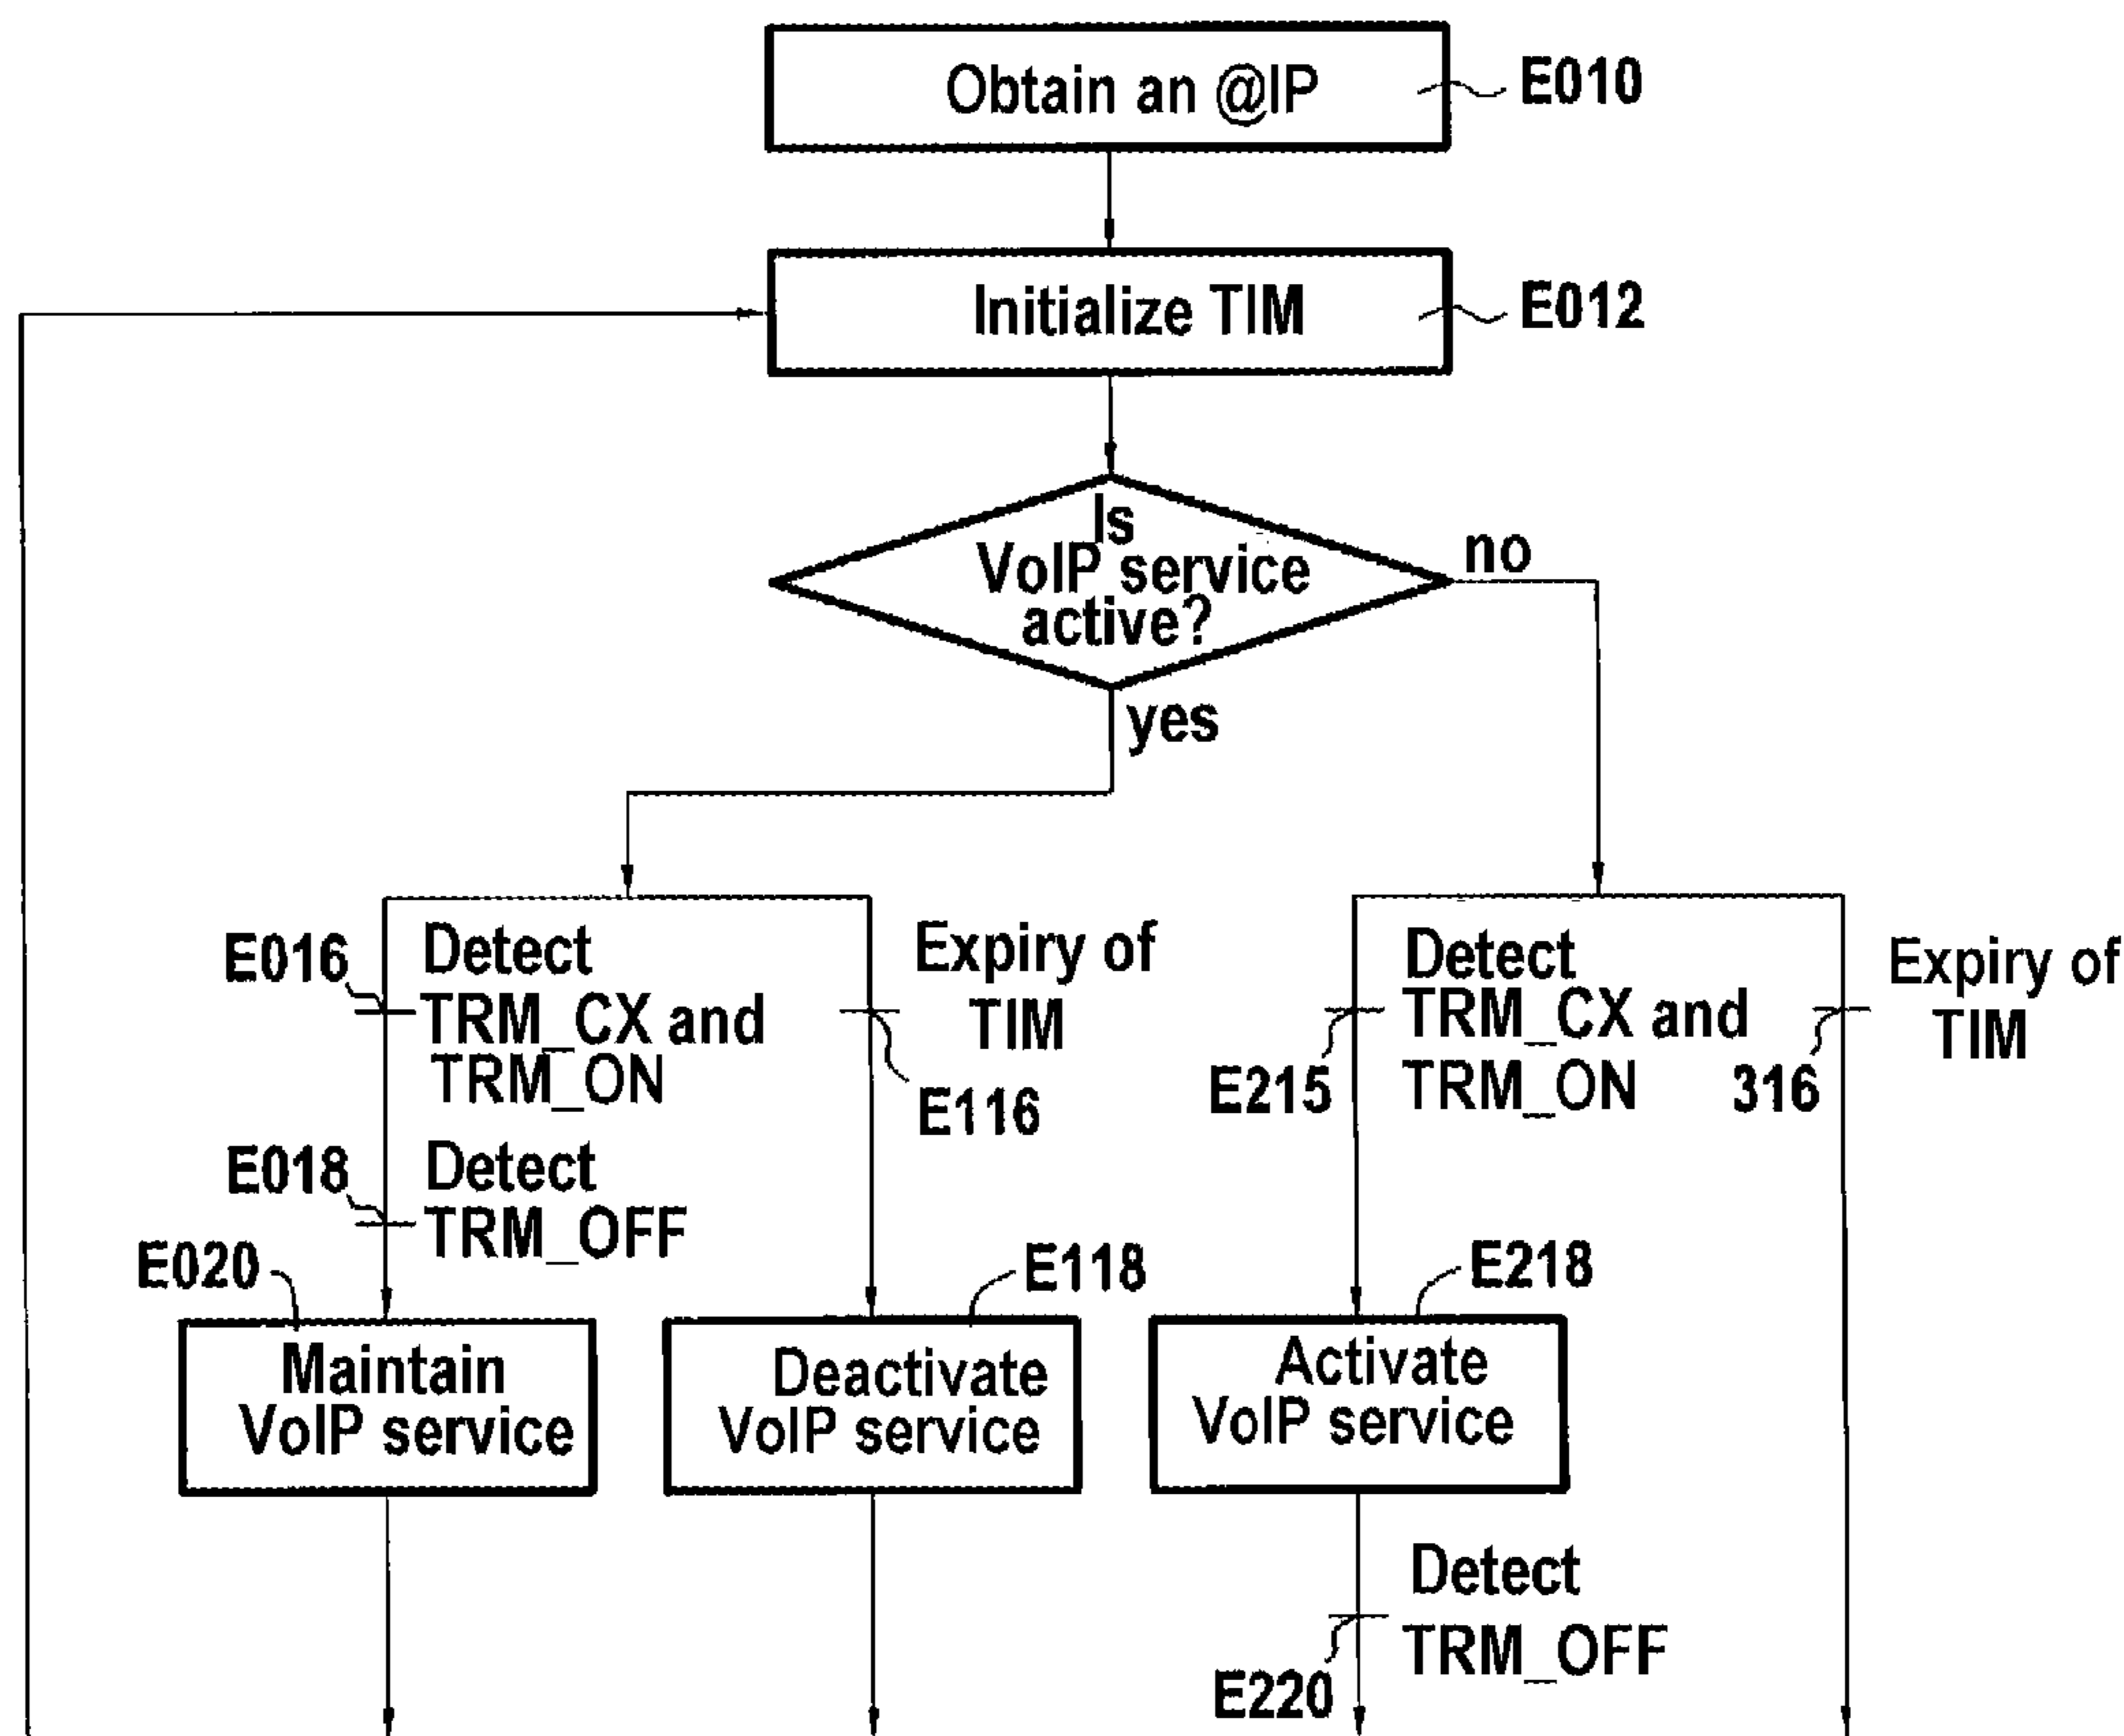 Obtain an @IP
E010
Initialize TIM
E012
Is
VoIP service
active?
no
yes
E016
Detect
TRM_CX and
TRM_ON
Expiry of
TIM
E116
E215
Detect
TRM_CX and
TRM_ON
316
Expiry of
TIM
E018
Detect
TRM_OFF
E020
Maintain
VoIP service
E118
Deactivate
VoIP service
E218
Activate
VoIP service
Detect
TRM_OFF
E220